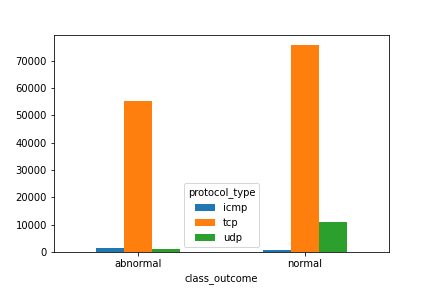 70000
60000
50000
40000
30000
20000
10000
0
protocol_type
icmp
tcp
udp
abnormal normal
class_outcome